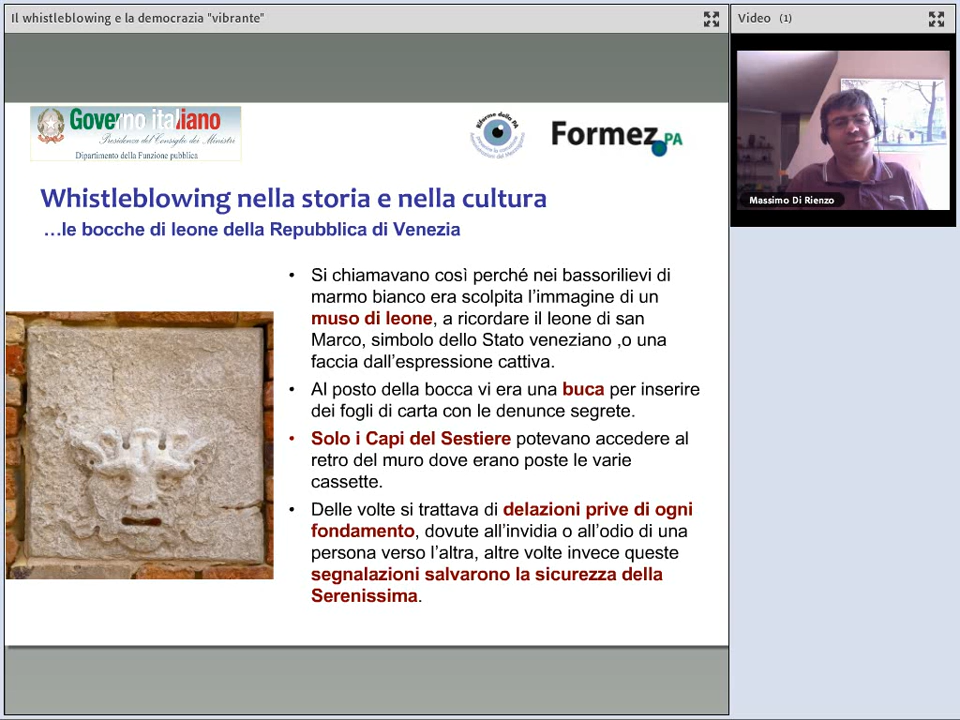 Il whistleblowing e la democrazia "vibrante"
Video (1)
Governo italiano
Presidenza del Consiglio dei Ministri
Dipartimento della Funzione pubblica
Riforma della PA
Formez PA
Massimo Di Rienzo
Whistleblowing nella storia e nella cultura
…le bocche di leone della Repubblica di Venezia
• Si chiamavano così perché nei bassorilievi di
marmo bianco era scolpita l’immagine di un
muso di leone, a ricordare il leone di san
Marco, simbolo dello Stato veneziano ,o una
faccia dall’espressione cattiva.
• Al posto della bocca vi era una buca per inserire
dei fogli di carta con le denunce segrete.
• Solo i Capi del Sestiere potevano accedere al
retro del muro dove erano poste le varie
cassette.
• Delle volte si trattava di delazioni prive di ogni
fondamento, dovute all’invidia o all’odio di una
persona verso l’altra, altre volte invece queste
segnalazioni salvarono la sicurezza della
Serenissima.